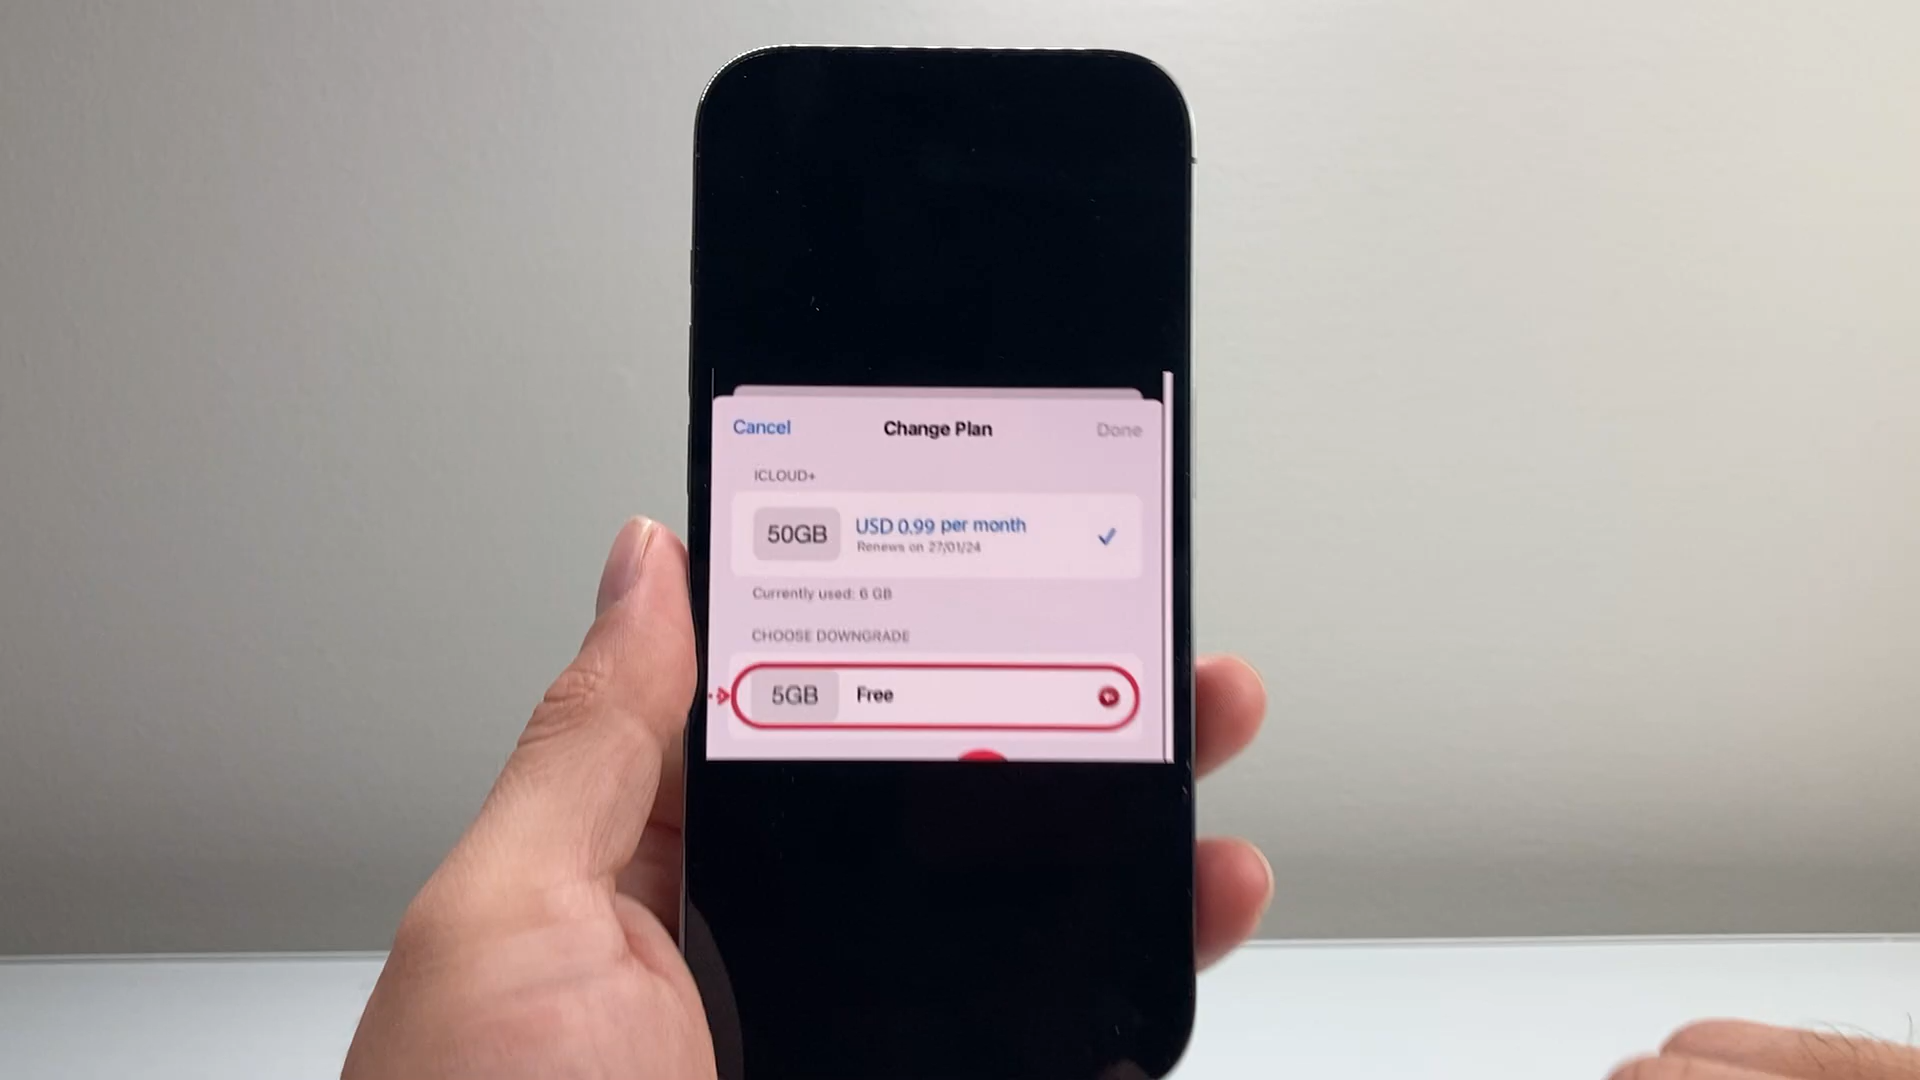 Cancel Change Plan Done
ICLOUD+
50GB USD 0.99 per month
Renews on 27/01/24
Currently used: 6 GB
CHOOSE DOWNGRADE
5GB Free